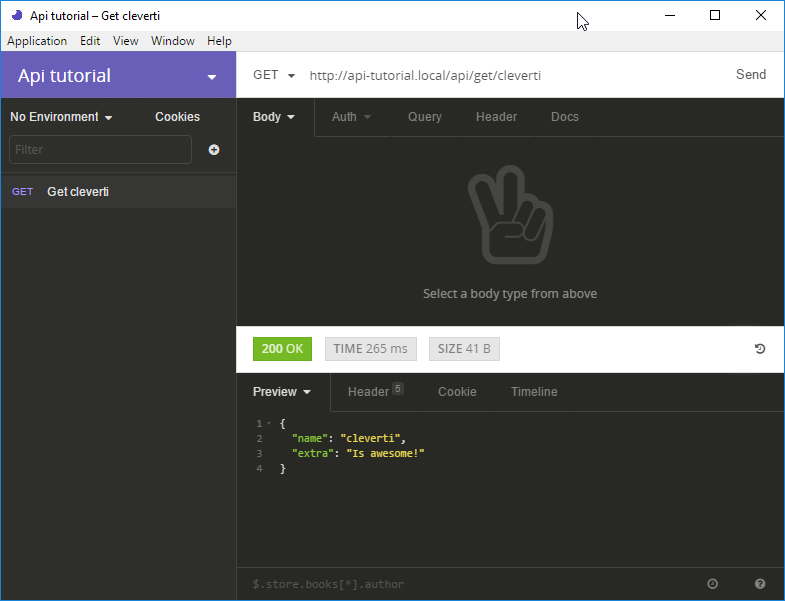 Api tutorial – Get cleverti
Application Edit View Window Help
Api tutorial
GET http://api-tutorial.local/api/get/cleverti Send
No Environment Cookies
Filter
GET Get cleverti
Body Auth Query Header Docs
Select a body type from above
200 OK TIME 265 ms SIZE 41 B
Preview Header 5 Cookie Timeline
1 {
2 "name": "cleverti",
3 "extra": "Is awesome!"
4 }
$.store.books[*].author